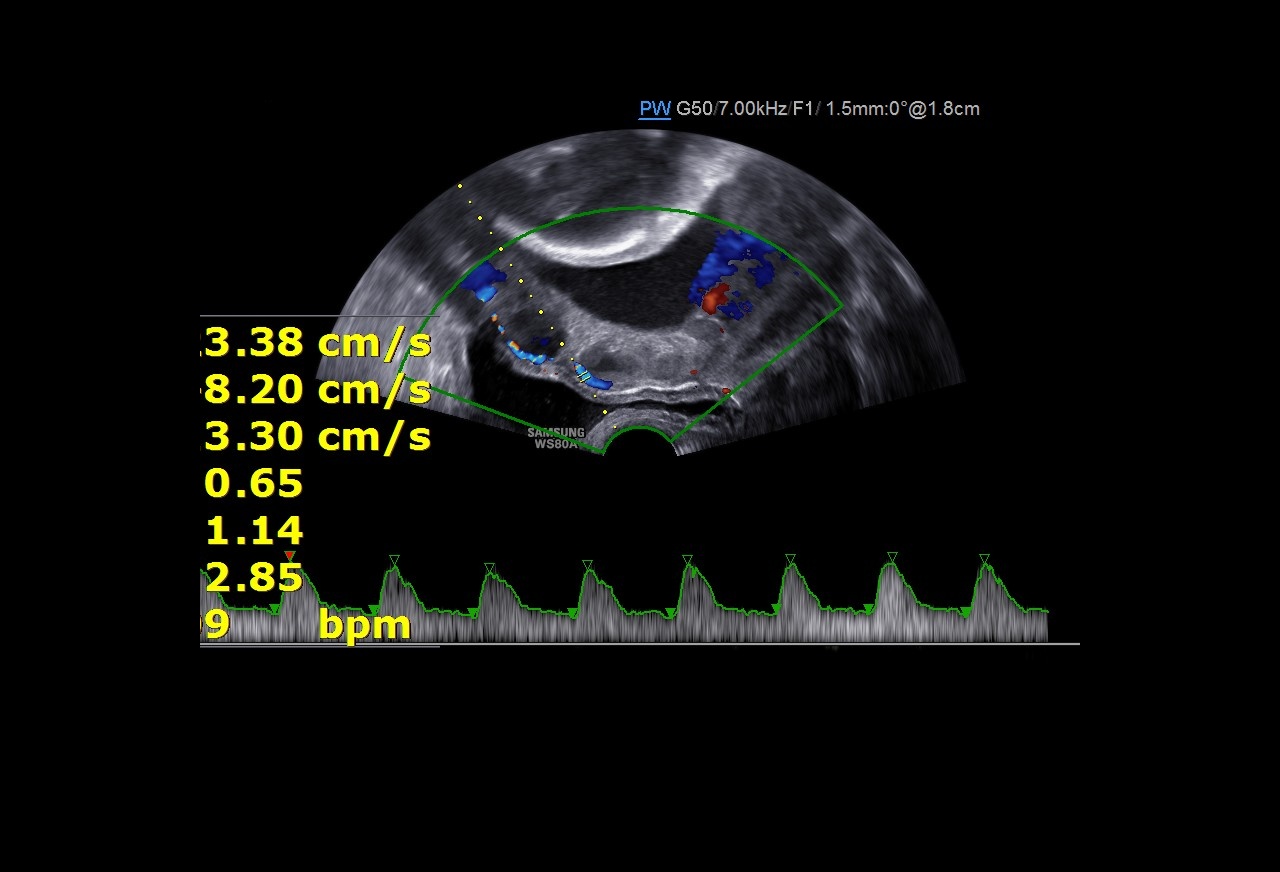 PW G50/7.00kHz/F1/ 1.5mm:0°@1.8cm
3.38 cm/s
8.20 cm/s
3.30 cm/s
0.65
1.14
2.85
9 bpm
SAMSUNG
WS80A